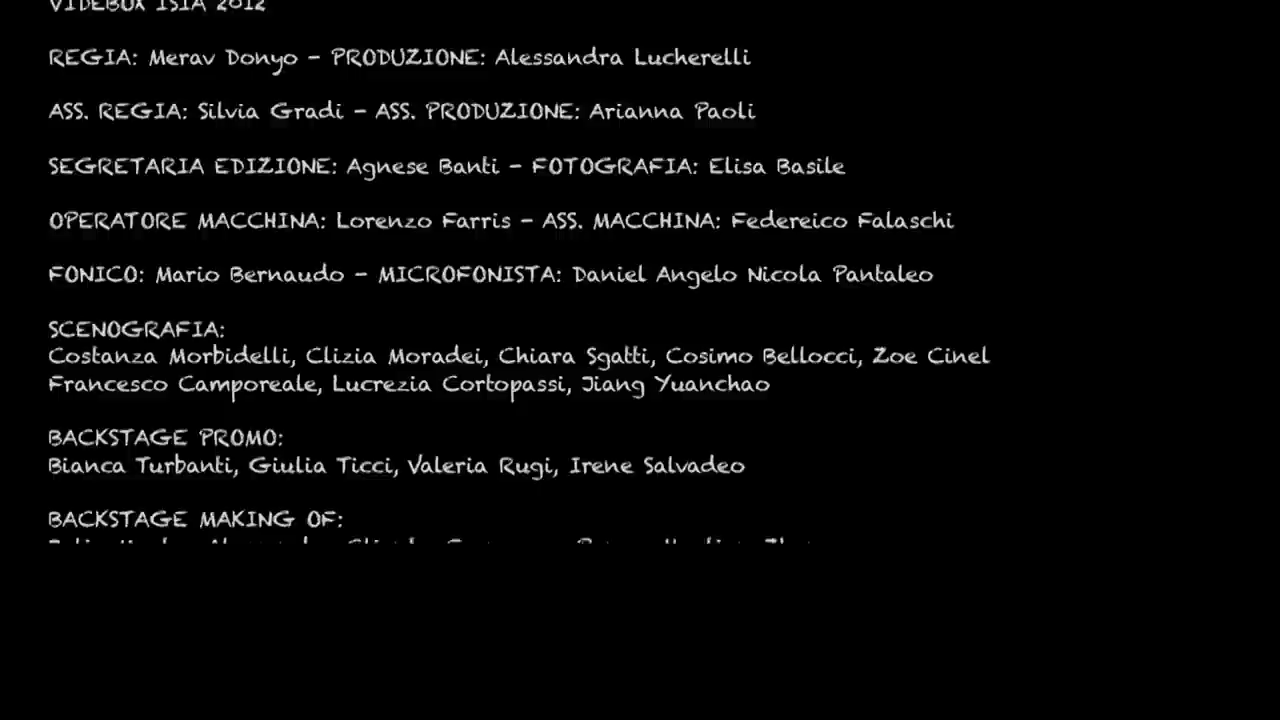 VIDEBOX ISIA 2012
REGIA: Merav Donyo - PRODUZIONE: Alessandra Lucherelli
ASS. REGIA: Silvia Gradi - ASS. PRODUZIONE: Arianna Paoli
SEGRETARIA EDIZIONE: Agnese Banti - FOTOGRAFIA: Elisa Basile
OPERATORE MACCHINA: Lorenzo Farris - ASS. MACCHINA: Federeico Falaschi
FONICO: Mario Bernaudo - MICROFONISTA: Daniel Angelo Nicola Pantaleo
SCENOGRAFIA:
Costanza Morbidelli, Clizia Moradei, Chiara Sgatti, Cosimo Bellocci, Zoe Cinel
Francesco Camporeale, Lucrezia Cortopassi, Jiang Yuanchao
BACKSTAGE PROMO:
Bianca Turbanti, Giulia Ticci, Valeria Rugi, Irene Salvadeo
BACKSTAGE MAKING OF: